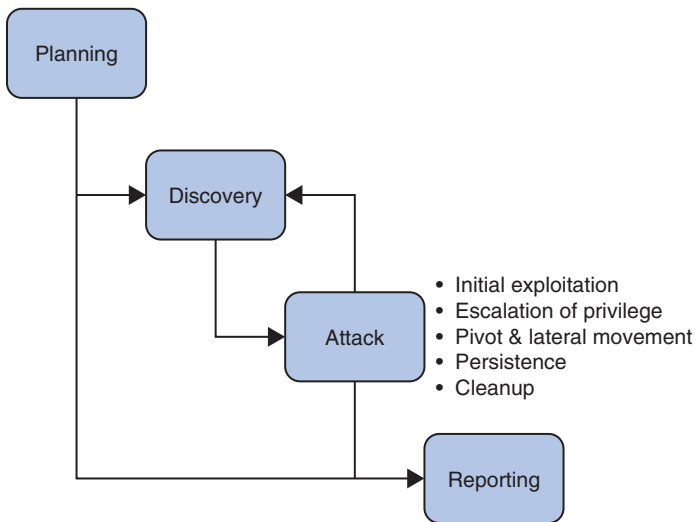 Planning
Discovery
Attack
• Initial exploitation
• Escalation of privilege
• Pivot & lateral movement
• Persistence
• Cleanup
Reporting